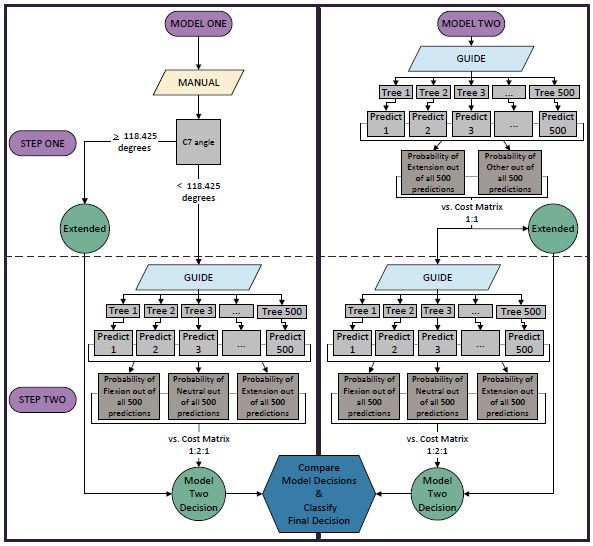 MODEL ONE
MANUAL
STEP ONE
≥ 118.425
degrees
C7 angle
< 118.425
degrees
Extended
GUIDE
Tree 1 Tree 2 Tree 3 ... Tree 500
Predict Predict Predict ... Predict
1 2 3 500
STEP TWO
Probability of Probability of Probability of
Flexion out of Neutral out of Extension out
all 500 all 500 of all 500
predictions predictions predictions
vs. Cost Matrix
1:2:1
Model
Two
Decision
MODEL TWO
GUIDE
Tree 1 Tree 2 Tree 3 ... Tree 500
Predict Predict Predict ... Predict
1 2 3 500
Probability of Probability of
Extension out Other out of
of all 500 all 500
predictions predictions
vs. Cost Matrix
1:1
Extended
GUIDE
Tree 1 Tree 2 Tree 3 ... Tree 500
Predict Predict Predict ... Predict
1 2 3 500
Probability of Probability of Probability of
Flexion out of Neutral out of Extension out
all 500 all 500 of all 500
predictions predictions predictions
vs. Cost Matrix
1:2:1
Model
Two
Decision
Compare
Model Decisions
&
Classify
Final Decision